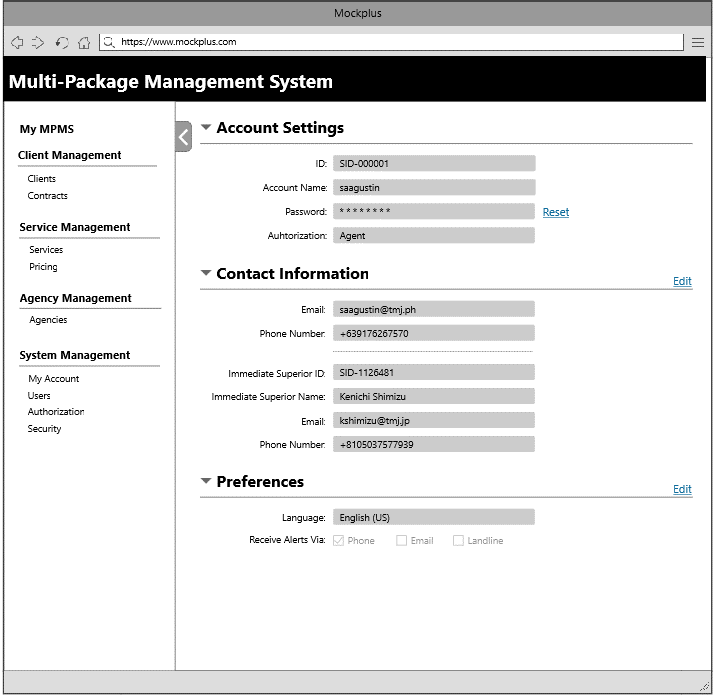 Mockplus
https://www.mockplus.com
Multi-Package Management System
My MPMS
Client Management
Clients
Contracts
Service Management
Services
Pricing
Agency Management
Agencies
System Management
My Account
Users
Authorization
Security
Account Settings
ID: SID-000001
Account Name: saagustin
Password: * * * * * * * * Reset
Auhtorization: Agent
Contact Information Edit
Email: saagustin@tmj.ph
Phone Number: +639176267570
Immediate Superior ID: SID-1126481
Immediate Superior Name: Kenichi Shimizu
Email: kshimizu@tmj.jp
Phone Number: +8105037577939
Preferences Edit
Language: English (US)
Receive Alerts Via: Phone Email Landline